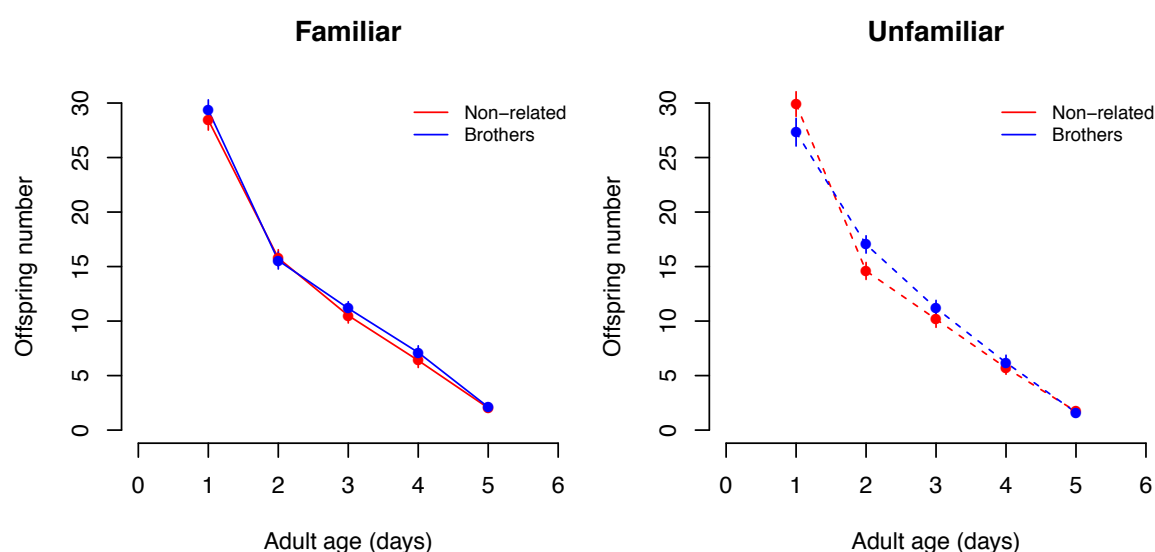 Familiar
Offspring number
30
25
20
15
10
5
0
Non−related
Brothers
0 1 2 3 4 5 6
Adult age (days)
Unfamiliar
Offspring number
30
25
20
15
10
5
0
Non−related
Brothers
0 1 2 3 4 5 6
Adult age (days)